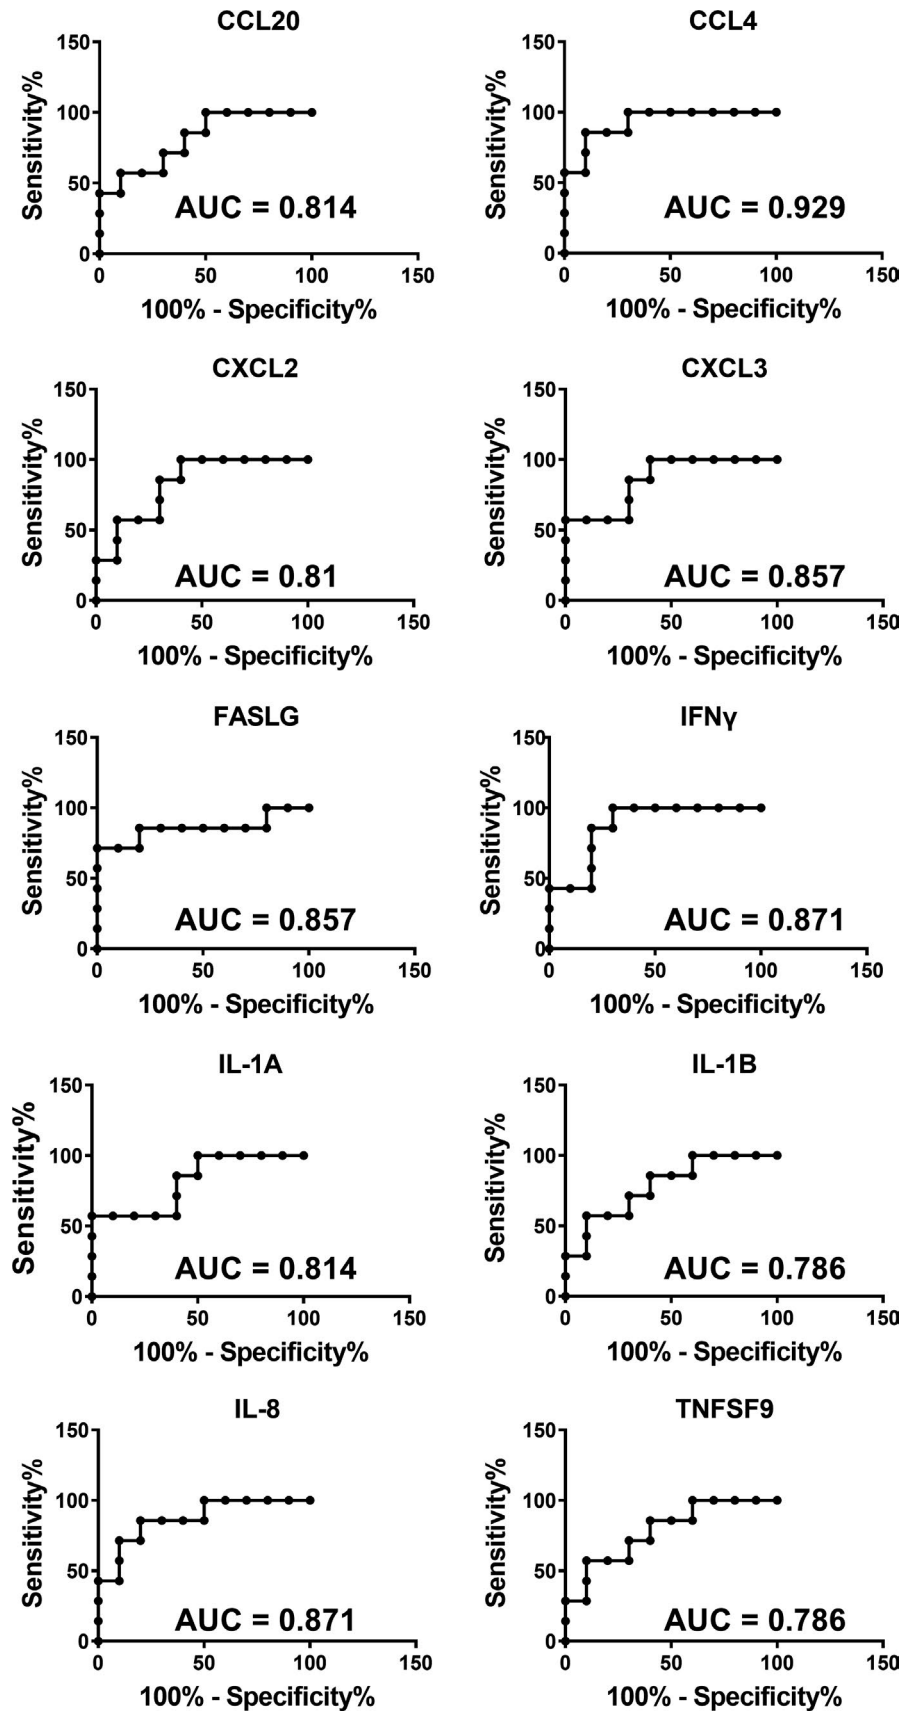 CCL20
150
100
50
0
Sensitivity%
AUC = 0.814
0 50 100 150
100% - Specificity%
CCL4
150
100
50
0
Sensitivity%
AUC = 0.929
0 50 100 150
100% - Specificity%
CXCL2
150
100
50
0
Sensitivity%
AUC = 0.81
0 50 100 150
100% - Specificity%
CXCL3
150
100
50
0
Sensitivity%
AUC = 0.857
0 50 100 150
100% - Specificity%
FASLG
150
100
50
0
Sensitivity%
AUC = 0.857
0 50 100 150
100% - Specificity%
IFNγ
150
100
50
0
Sensitivity%
AUC = 0.871
0 50 100 150
100% - Specificity%
IL-1A
150
100
50
0
Sensitivity%
AUC = 0.814
0 50 100 150
100% - Specificity%
IL-1B
150
100
50
0
Sensitivity%
AUC = 0.786
0 50 100 150
100% - Specificity%
IL-8
150
100
50
0
Sensitivity%
AUC = 0.871
0 50 100 150
100% - Specificity%
TNFSF9
150
100
50
0
Sensitivity%
AUC = 0.786
0 50 100 150
100% - Specificity%